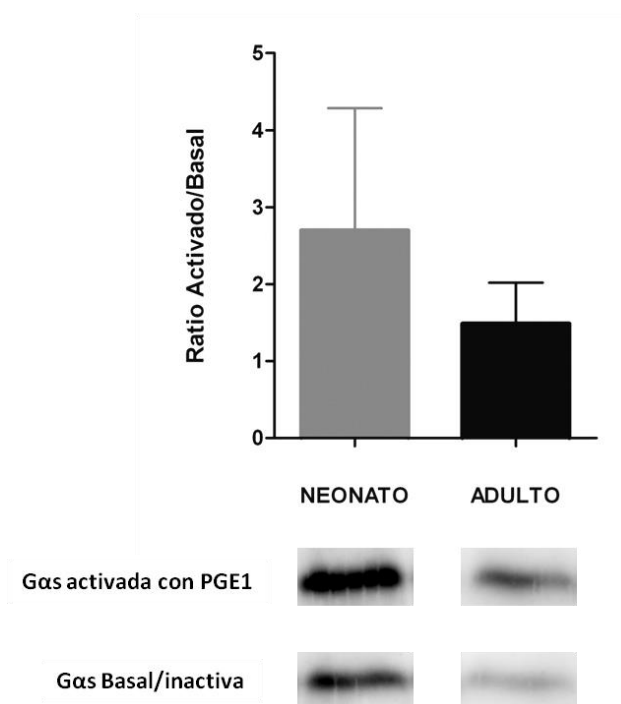 5
4
3
2
1
0
Ratio Activado/Basal
NEONATO ADULTO
Gαs activada con PGE1
Gαs Basal/inactiva